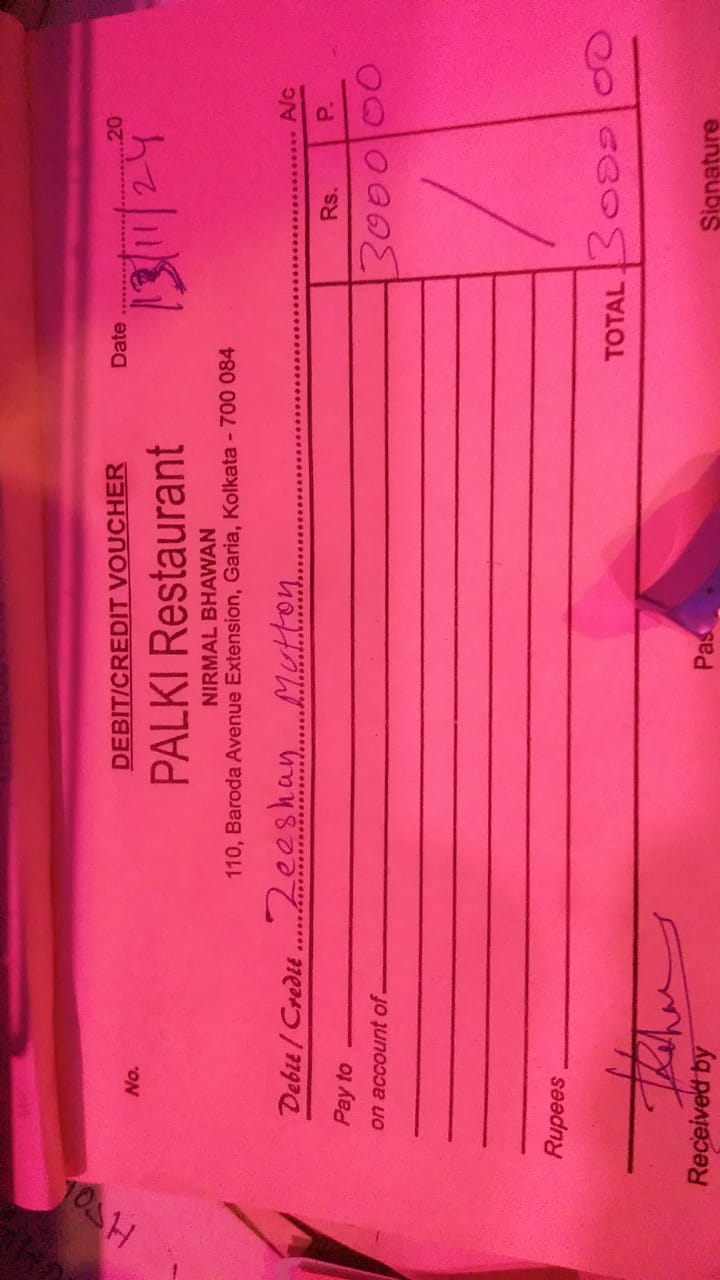 DEBIT/CREDIT VOUCHER
No.
Date ....................20
13/11/24
PALKI Restaurant
NIRMAL BHAWAN
110, Baroda Avenue Extension, Garia, Kolkata - 700 084
Debit / Credit Zeeshan Mutton A/c
Rs. P.
Pay to
3000 00
on account of
Rupees
TOTAL 3000 00
Received by
Signature